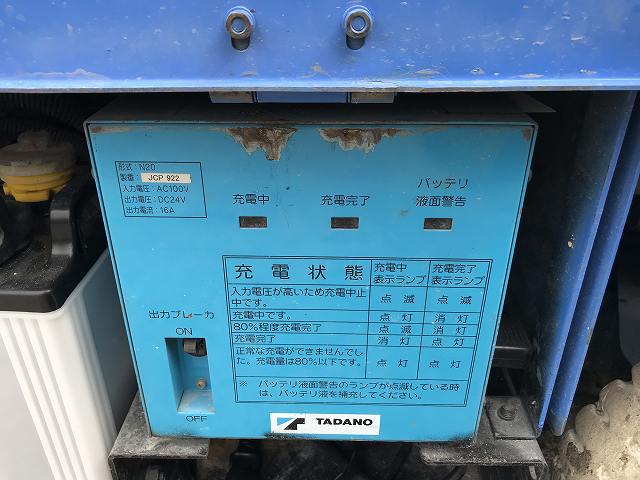 形式:N20
製番: JCP 922
入力電圧:AC100V
出力電圧:DC24V
出力電流:16A
充電中
充電完了
バッテリ
液面警告
充電状態
充電中
表示ランプ
充電完了
表示ランプ
入力電圧が高いため充電中止
中です。
点滅
点滅
充電中です。
点灯
消灯
80%程度充電完了
点滅
点灯
充電完了
消灯
点灯
正常な充電ができませんでし
た。充電量は80%以下です。
点灯
点灯
※ バッテリ液面警告のランプが点滅している時
は、バッテリ液を補充してください。
出力ブレーカ
ON
OFF
TADANO